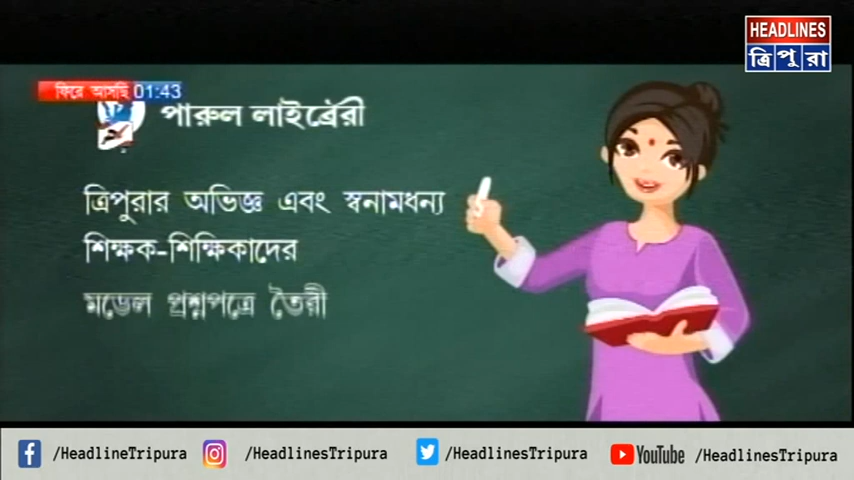 HEADLINES
ত্রিপুরা
ফিরে আসছি 01:43
পারুল লাইব্রেরী
ত্রিপুরার অভিজ্ঞ এবং স্বনামধন্য
শিক্ষক-শিক্ষিকাদের
মডেল প্রশ্নপত্রে তৈরী
/HeadlineTripura /HeadlinesTripura /HeadlinesTripura YouTube /HeadlinesTripura